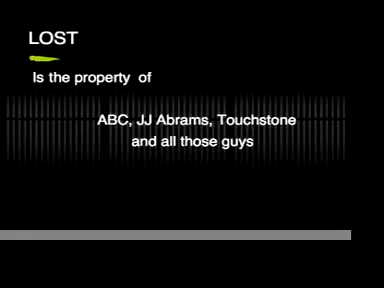 LOST
Is the property of
ABC, JJ Abrams, Touchstone
and all those guys